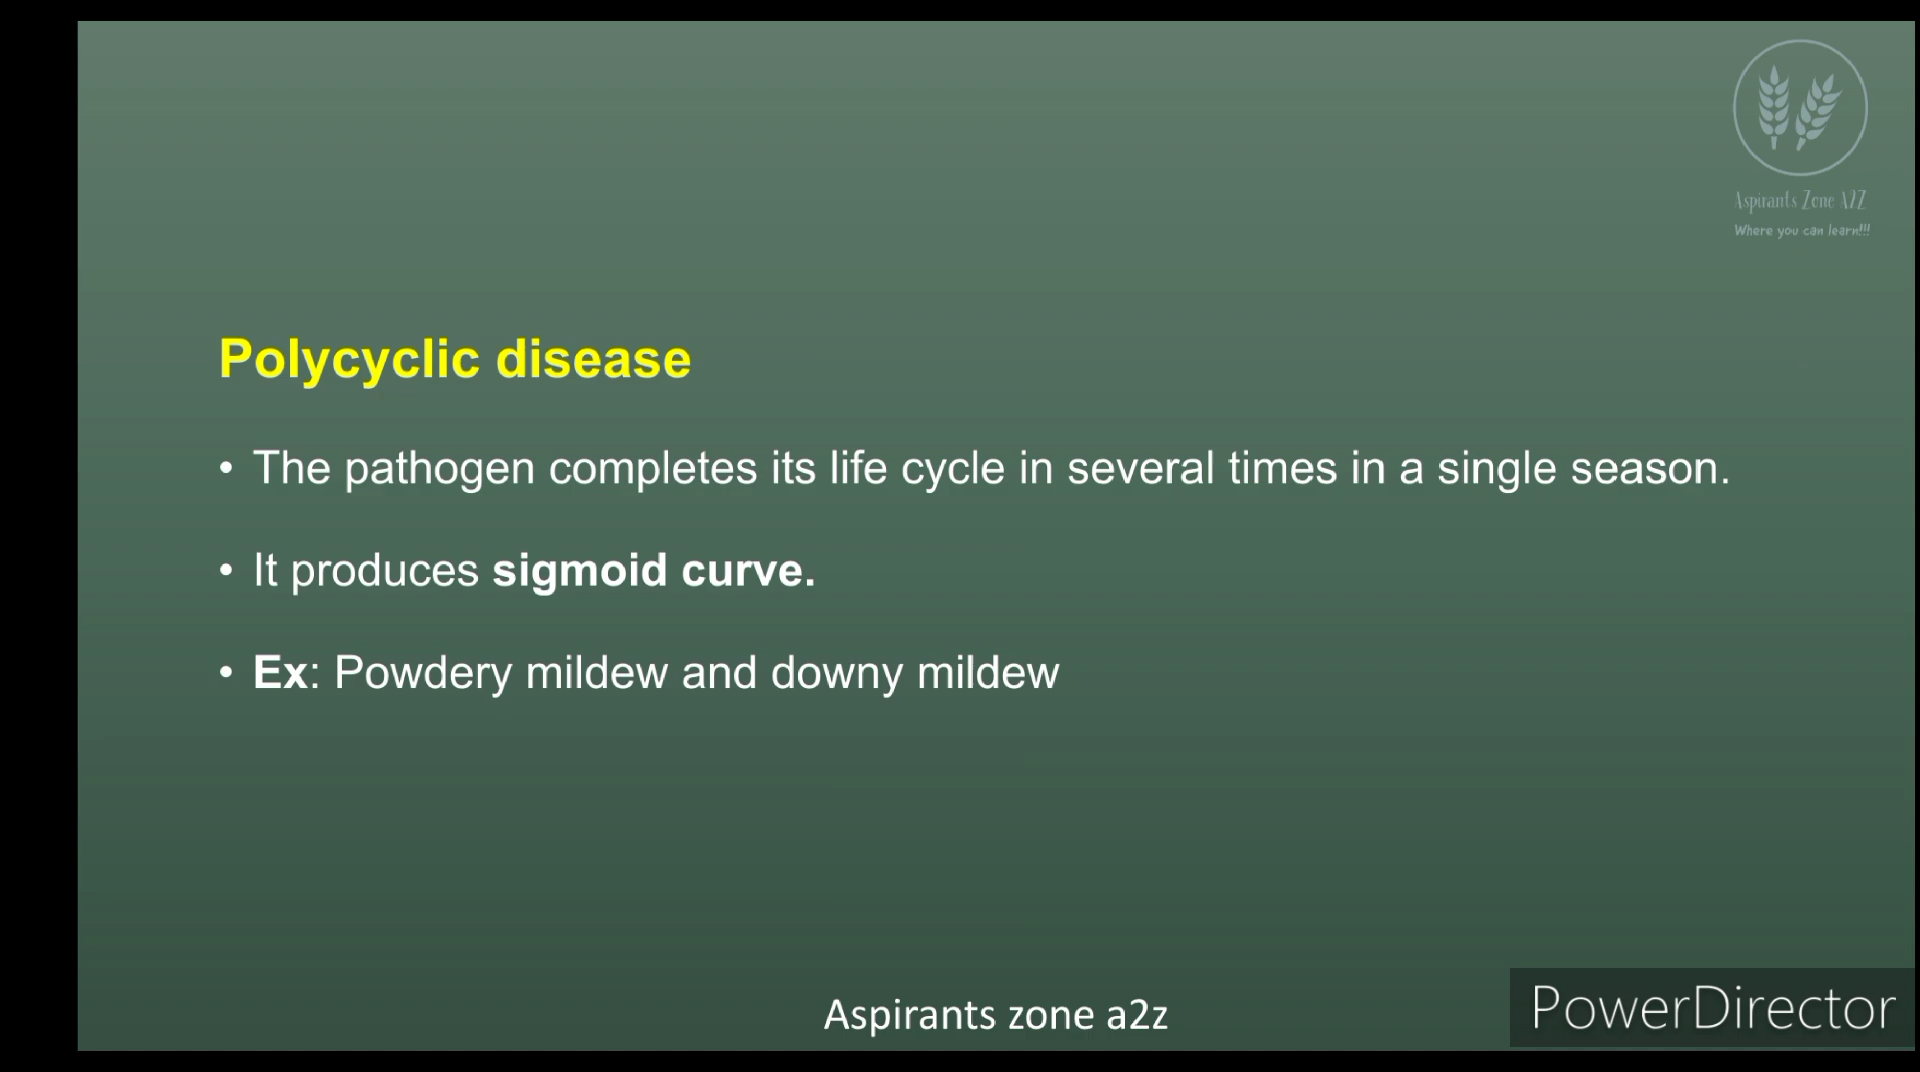 Aspirants Zone A2Z
Where you can learn!!!
Polycyclic disease
• The pathogen completes its life cycle in several times in a single season.
• It produces sigmoid curve.
• Ex: Powdery mildew and downy mildew
Aspirants zone a2z
PowerDirector